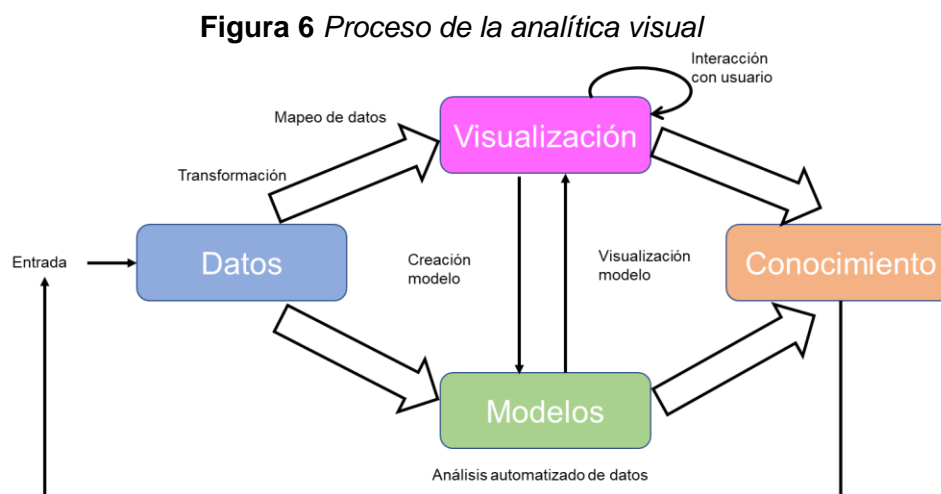 Figura 6 Proceso de la analítica visual
Interacción
con usuario
Mapeo de datos
Visualización
Transformación
Entrada
Datos
Creación
modelo
Visualización
modelo
Conocimiento
Modelos
Análisis automatizado de datos